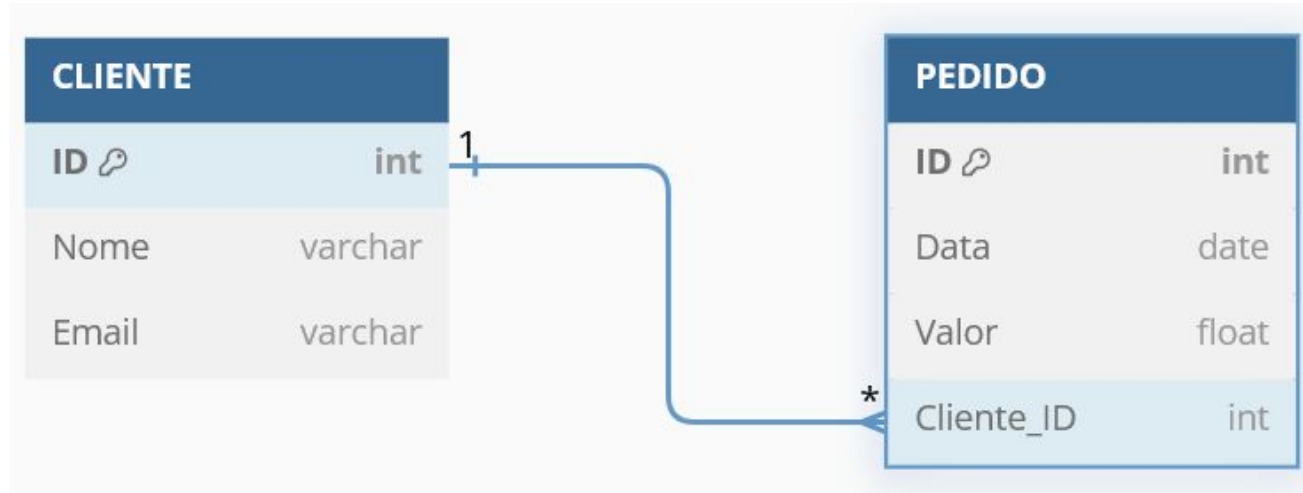 CLIENTE
ID int
Nome varchar
Email varchar
1
*
PEDIDO
ID int
Data date
Valor float
Cliente_ID int